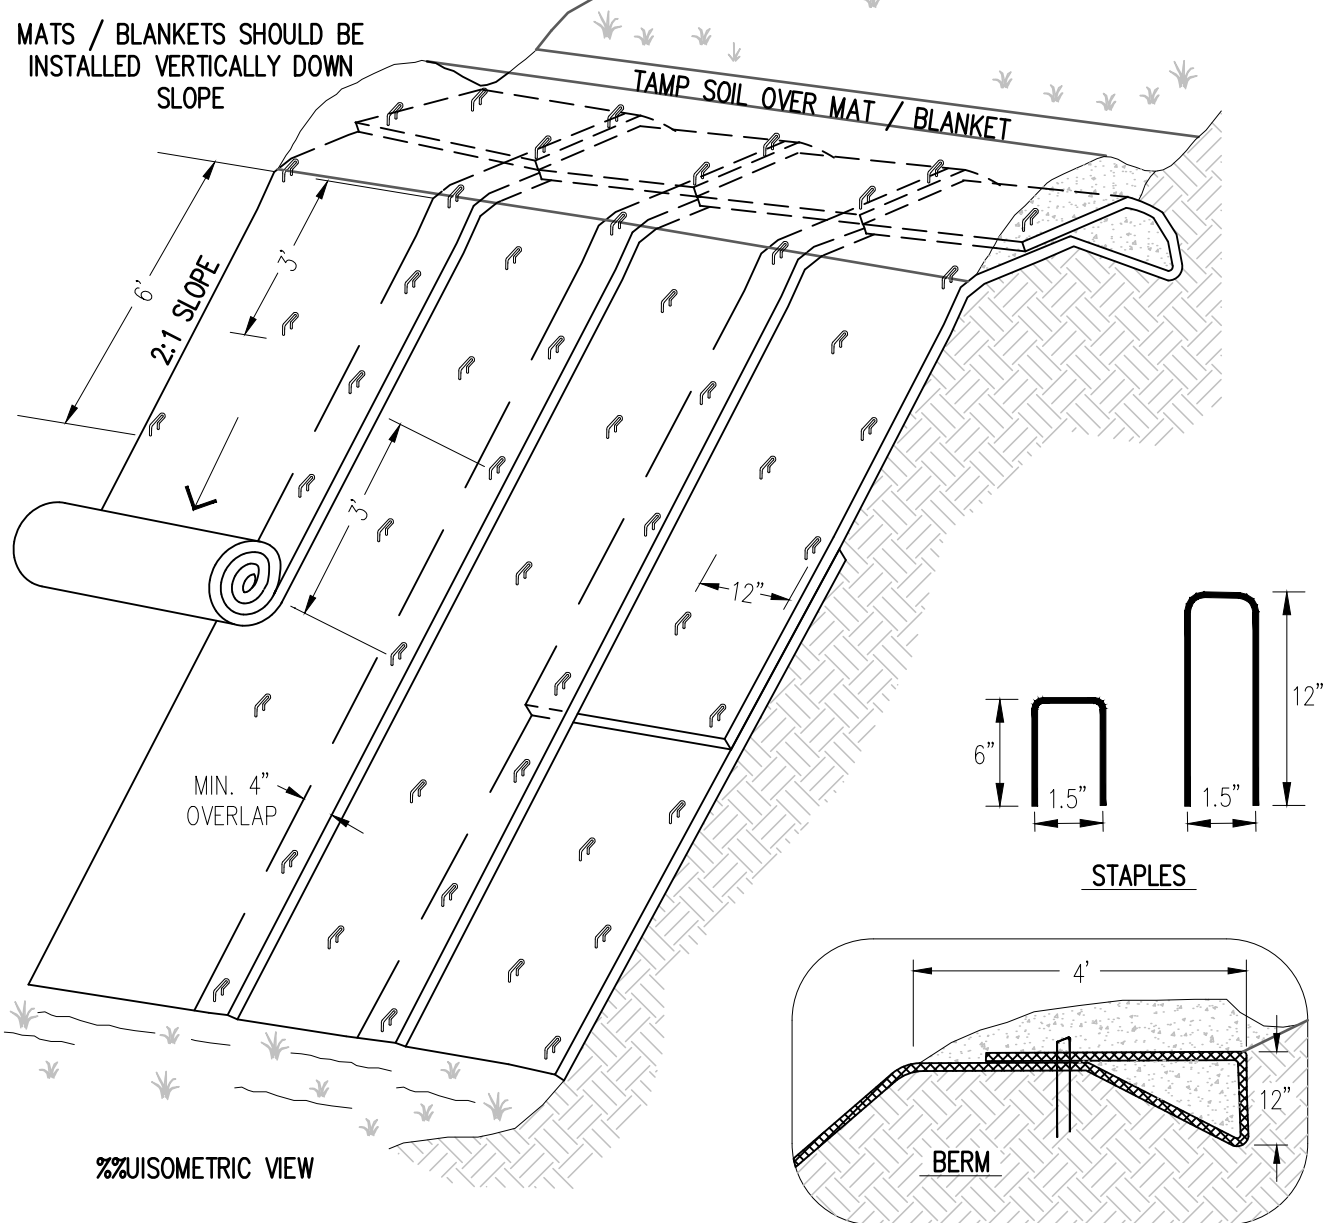 MATS / BLANKETS SHOULD BE
INSTALLED VERTICALLY DOWN
SLOPE
TAMP SOIL OVER MAT / BLANKET
6'
3'
2:1 SLOPE
3'
12"
MIN. 4"
OVERLAP
6"
1.5"
12"
1.5"
STAPLES
4'
12"
BERM
%%UISOMETRIC VIEW